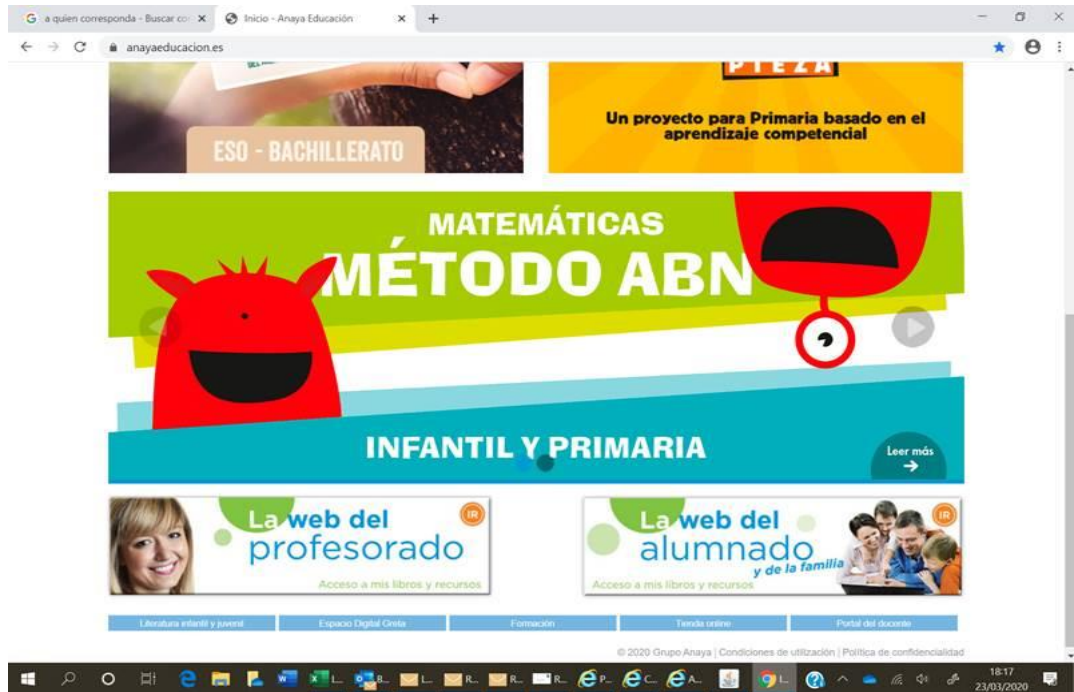 a quien corresponda - Buscar co
Inicio - Anaya Educación
anayaeducacion.es
PIEZA
Un proyecto para Primaria basado en el
aprendizaje competencial
ESO - BACHILLERATO
MATEMÁTICAS
MÉTODO ABN
INFANTIL Y PRIMARIA
Leer más
La web del
profesorado
IR
Acceso a mis libros y recursos
La web del
alumnado
y de la familia
IR
Acceso a mis libros y recursos
Literatura infantil y juvenil
Espacio Digital Greta
Formación
Tienda online
Portal del docente
© 2020 Grupo Anaya | Condiciones de utilización | Política de confidencialidad
L...
B...
L...
R...
R...
R...
P...
C...
A...
L...
18:17
23/03/2020